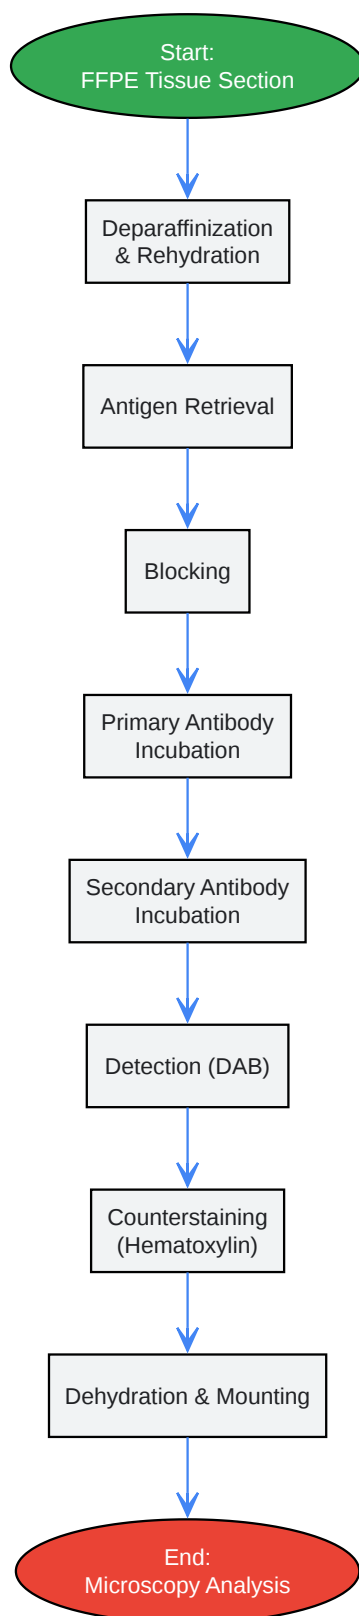 Start:
FFPE Tissue Section
Deparaffinization
& Rehydration
Antigen Retrieval
Blocking
Primary Antibody
Incubation
Secondary Antibody
Incubation
Detection (DAB)
Counterstaining
(Hematoxylin)
Dehydration & Mounting
End:
Microscopy Analysis